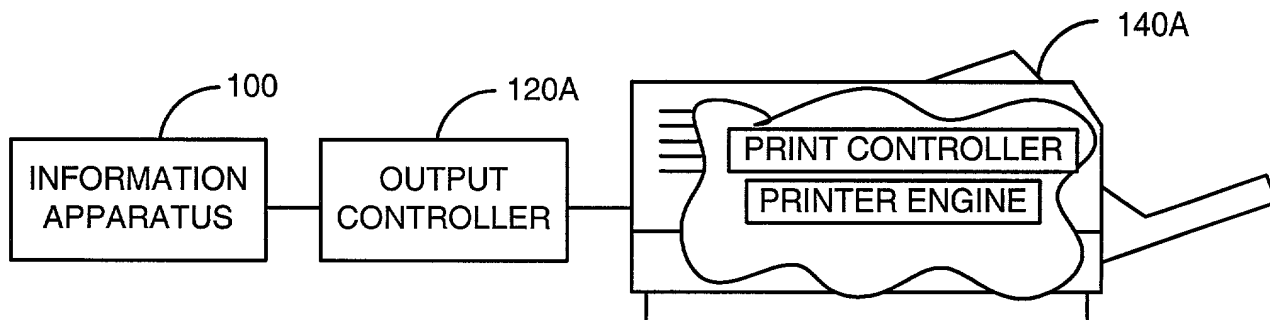 100
120A
140A
INFORMATION
APPARATUS
OUTPUT
CONTROLLER
PRINT CONTROLLER
PRINTER ENGINE